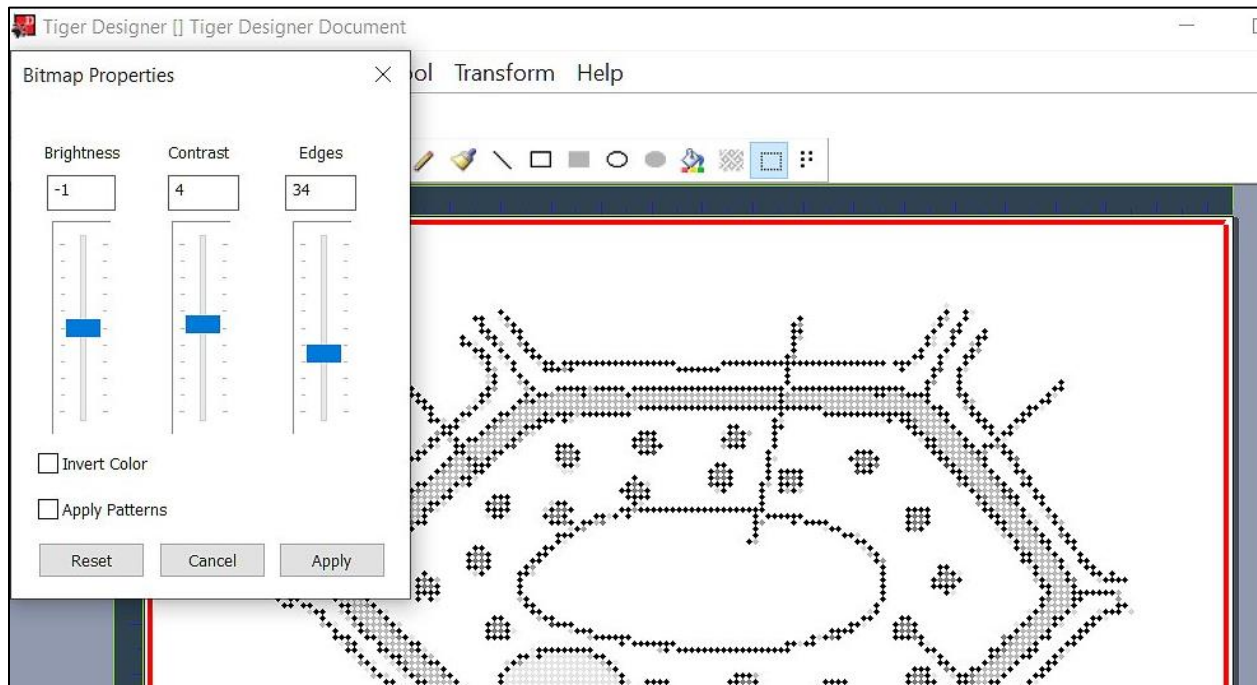 Tiger Designer [] Tiger Designer Document
Bitmap Properties
ol Transform Help
Brightness Contrast Edges
-1 4 34
Invert Color
Apply Patterns
Reset Cancel Apply